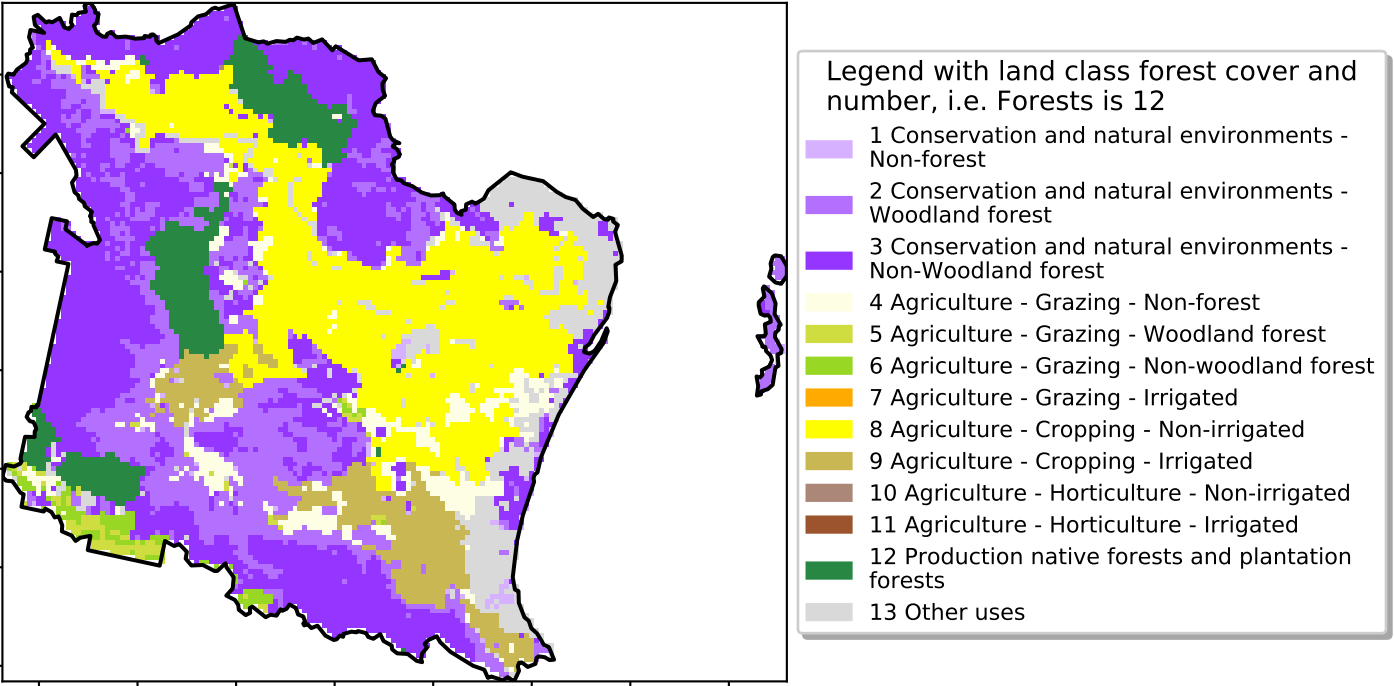 Legend with land class forest cover and
number, i.e. Forests is 12
1 Conservation and natural environments -
Non-forest
2 Conservation and natural environments -
Woodland forest
3 Conservation and natural environments -
Non-Woodland forest
4 Agriculture - Grazing - Non-forest
5 Agriculture - Grazing - Woodland forest
6 Agriculture - Grazing - Non-woodland forest
7 Agriculture - Grazing - Irrigated
8 Agriculture - Cropping - Non-irrigated
9 Agriculture - Cropping - Irrigated
10 Agriculture - Horticulture - Non-irrigated
11 Agriculture - Horticulture - Irrigated
12 Production native forests and plantation
forests
13 Other uses